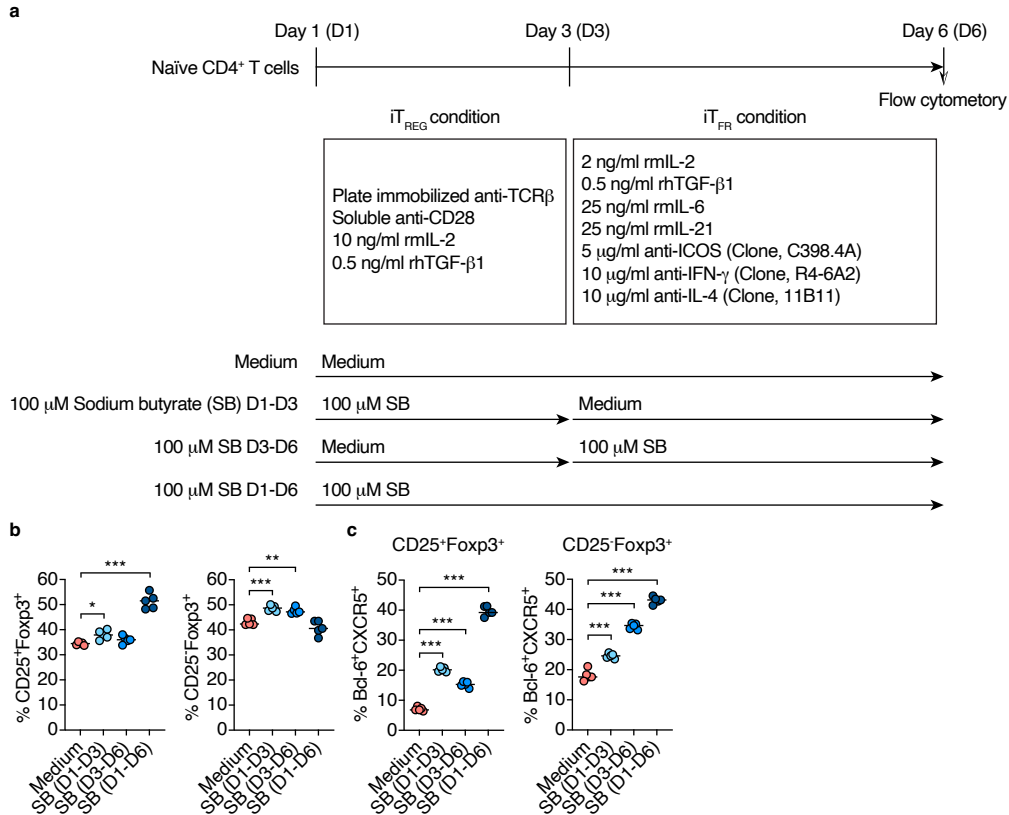 a
Day 1 (D1)
Day 3 (D3)
Day 6 (D6)
Naïve CD4⁺ T cells
Flow cytometory
iT_REG condition
iT_FR condition
Plate immobilized anti-TCRβ
Soluble anti-CD28
10 ng/ml rmIL-2
0.5 ng/ml rhTGF-β1
2 ng/ml rmIL-2
0.5 ng/ml rhTGF-β1
25 ng/ml rmIL-6
25 ng/ml rmIL-21
5 µg/ml anti-ICOS (Clone, C398.4A)
10 µg/ml anti-IFN-γ (Clone, R4-6A2)
10 µg/ml anti-IL-4 (Clone, 11B11)
Medium Medium
100 µM Sodium butyrate (SB) D1-D3 100 µM SB Medium
100 µM SB D3-D6 Medium 100 µM SB
100 µM SB D1-D6 100 µM SB
b
% CD25⁺Foxp3⁺
60
50
40
30
20
10
0
***
*
Medium
SB (D1-D3)
SB (D3-D6)
SB (D1-D6)
% CD25⁻Foxp3⁺
60
50
40
30
20
10
0
**
***
Medium
SB (D1-D3)
SB (D3-D6)
SB (D1-D6)
c
CD25⁺Foxp3⁺
% Bcl-6⁺CXCR5⁺
50
40
30
20
10
0
***
***
***
Medium
SB (D1-D3)
SB (D3-D6)
SB (D1-D6)
CD25⁻Foxp3⁺
% Bcl-6⁺CXCR5⁺
50
40
30
20
10
0
***
***
***
Medium
SB (D1-D3)
SB (D3-D6)
SB (D1-D6)